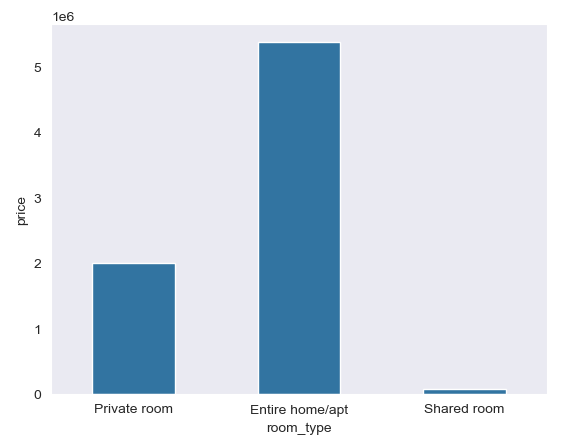 1e6
5
4
3
2
1
0
price
Private room
Entire home/apt
Shared room
room_type